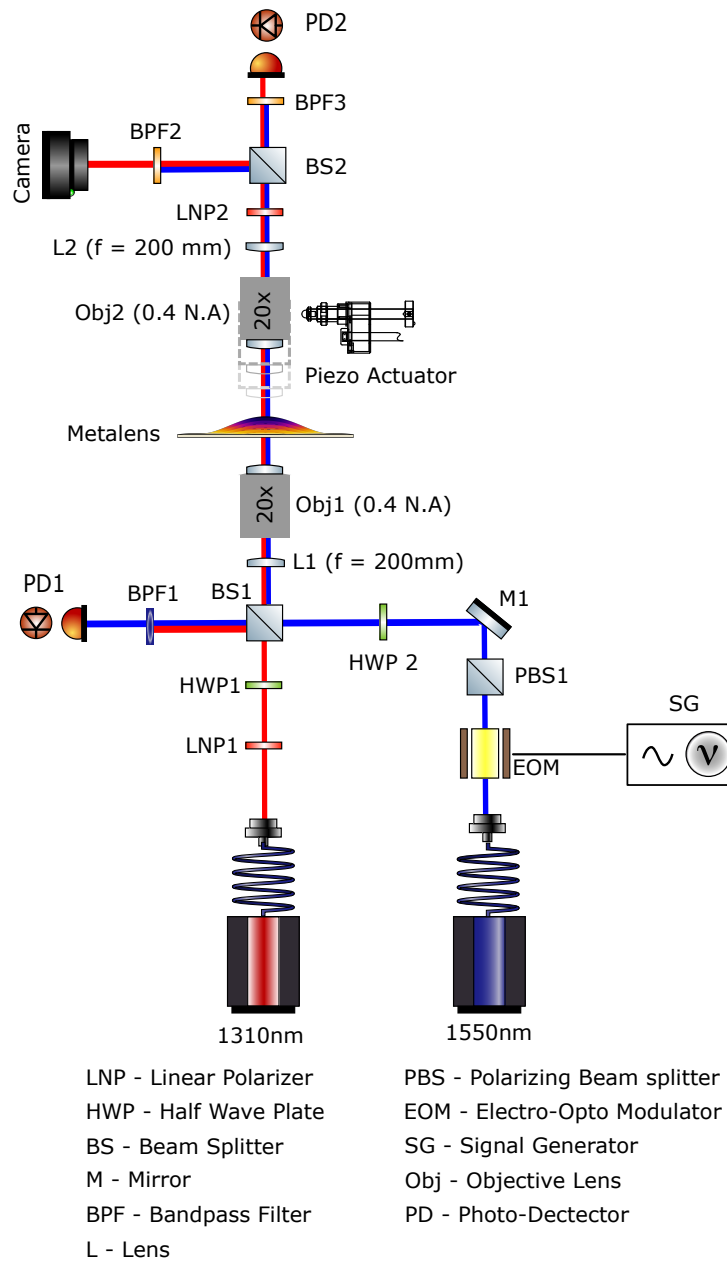 PD2
BPF3
BPF2
Camera
BS2
LNP2
L2 (f = 200 mm)
Obj2 (0.4 N.A)
20x
Piezo Actuator
Metalens
20x
Obj1 (0.4 N.A)
L1 (f = 200mm)
PD1
BPF1
BS1
M1
HWP 2
HWP1
PBS1
SG
LNP1
EOM
ν
1310nm
1550nm
LNP - Linear Polarizer
HWP - Half Wave Plate
BS - Beam Splitter
M - Mirror
BPF - Bandpass Filter
L - Lens
PBS - Polarizing Beam splitter
EOM - Electro-Opto Modulator
SG - Signal Generator
Obj - Objective Lens
PD - Photo-Dectector